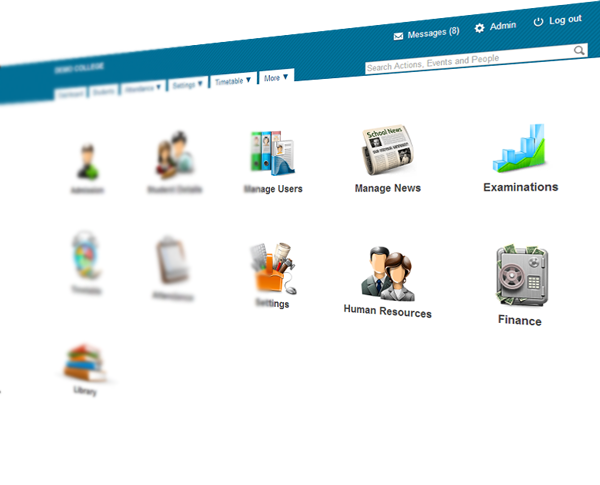 Messages (8)
Admin
Log out
DEMO COLLEGE
Search Actions, Events and People
Students
Attendance ▼
Settings ▼
Timetable ▼
More ▼
Admission
Student Details
Manage Users
School News
Manage News
Examinations
Timetable
Attendance
Settings
Human Resources
Finance
Library